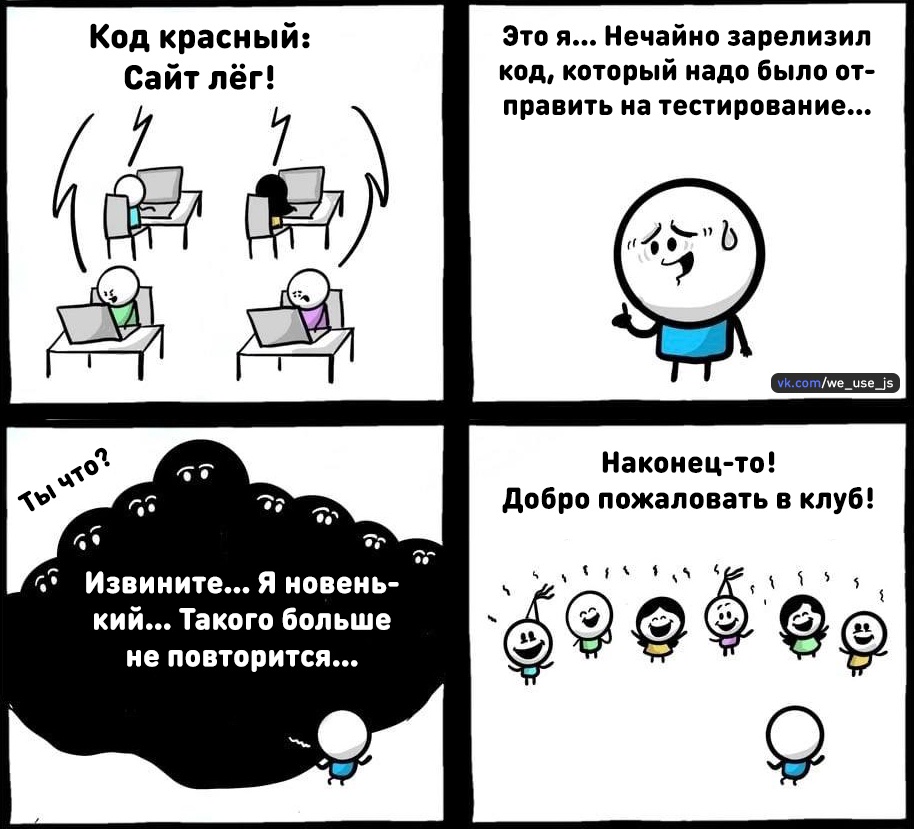 Код красный:
Сайт лёг!
Это я... Нечайно зарелизил
код, который надо было от-
править на тестирование...
vk.com/we_use_js
Ты что?
Извините... Я новень-
кий... Такого больше
не повторится...
Наконец-то!
Добро пожаловать в клуб!